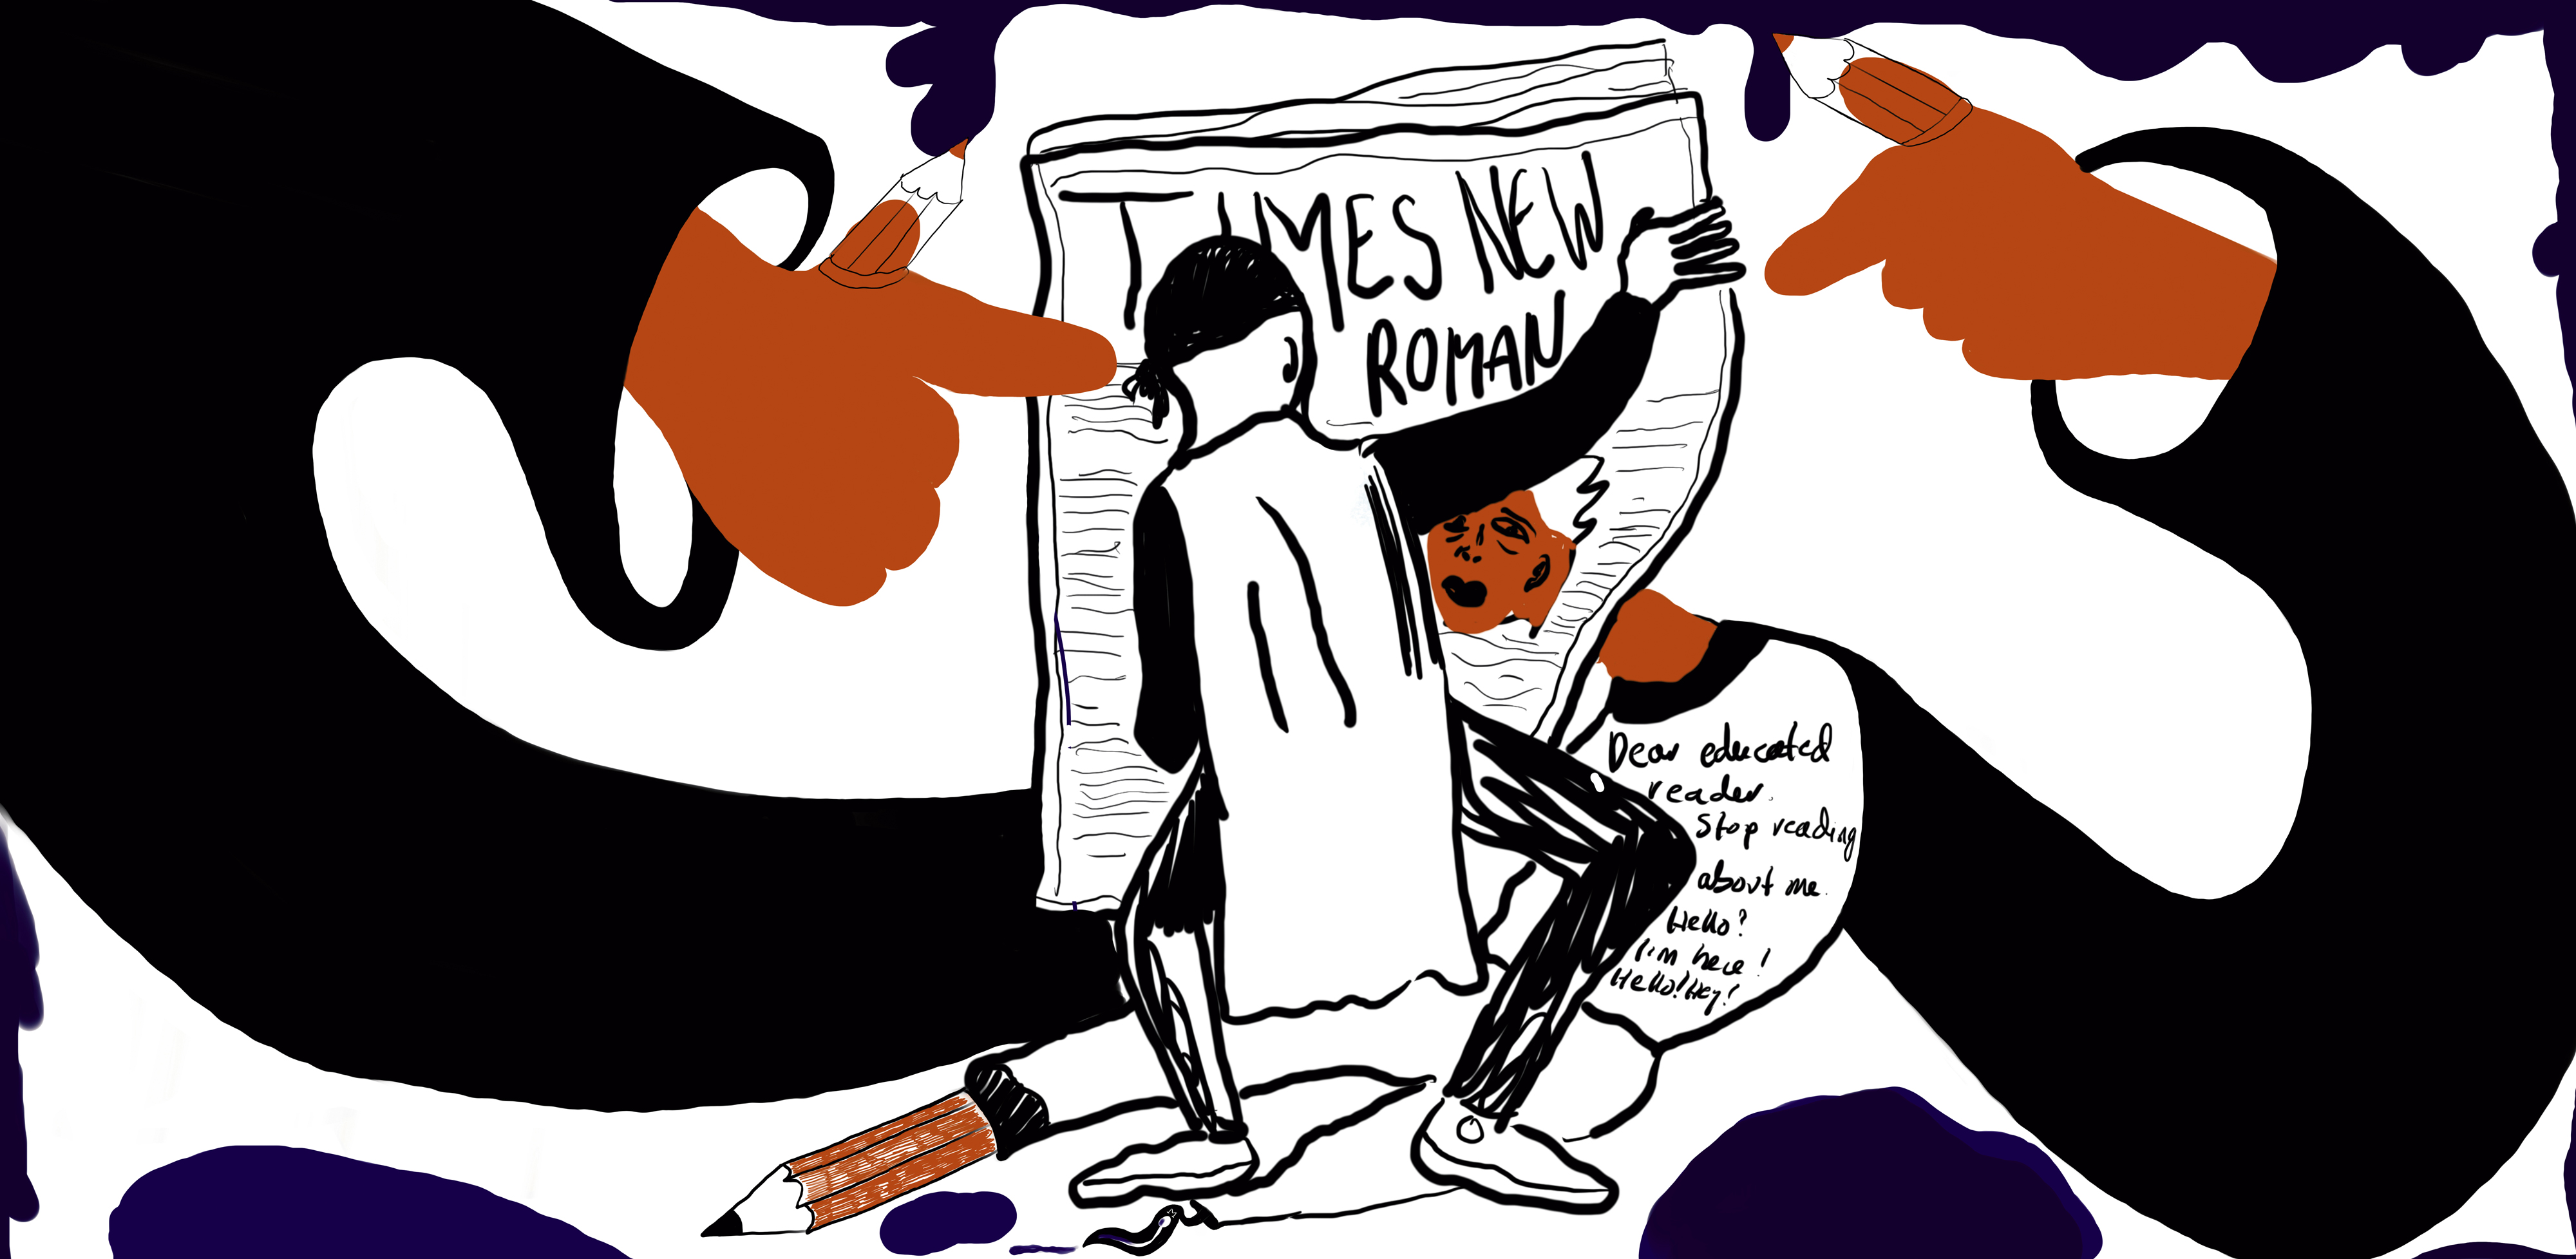 TIMES NEW
ROMAN
Dear educated
reader.
Stop reading
about me.
Hello?
I'm here!
Hello! Hey!